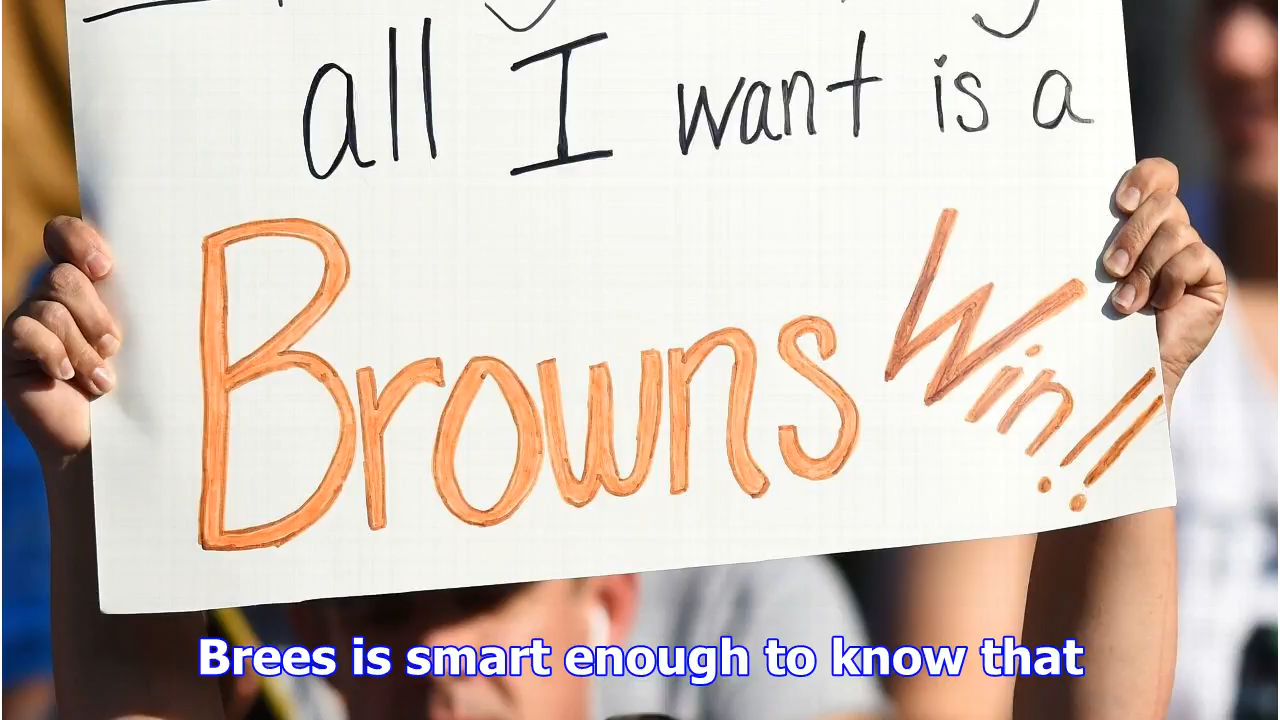 all I want is a
Browns Win!!
Brees is smart enough to know that